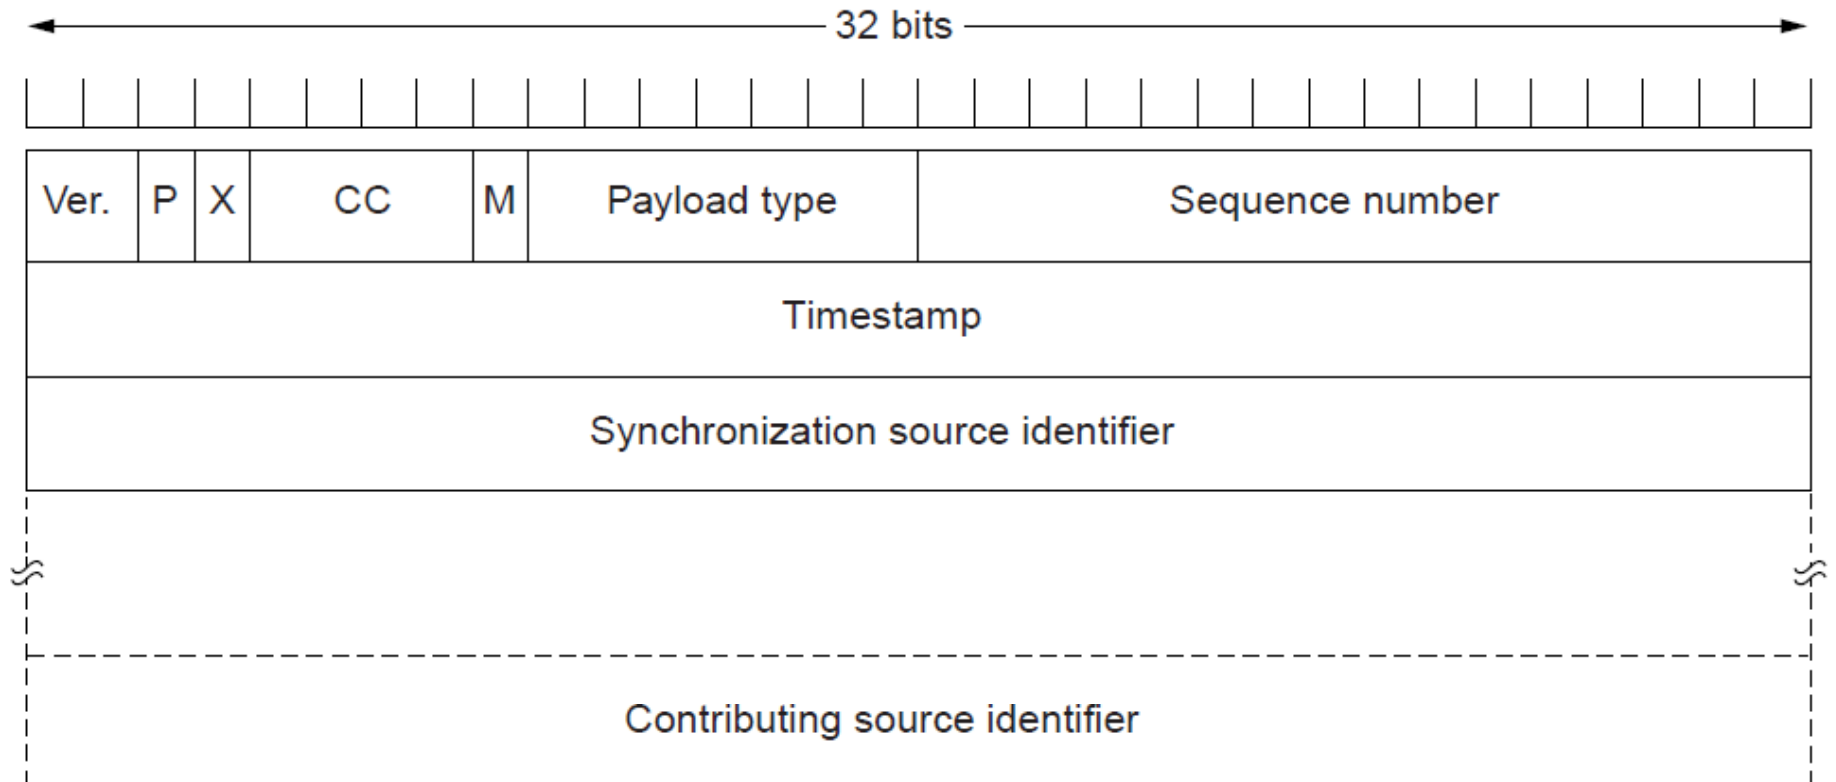 32 bits
Ver. P X CC M Payload type Sequence number
Timestamp
Synchronization source identifier
Contributing source identifier